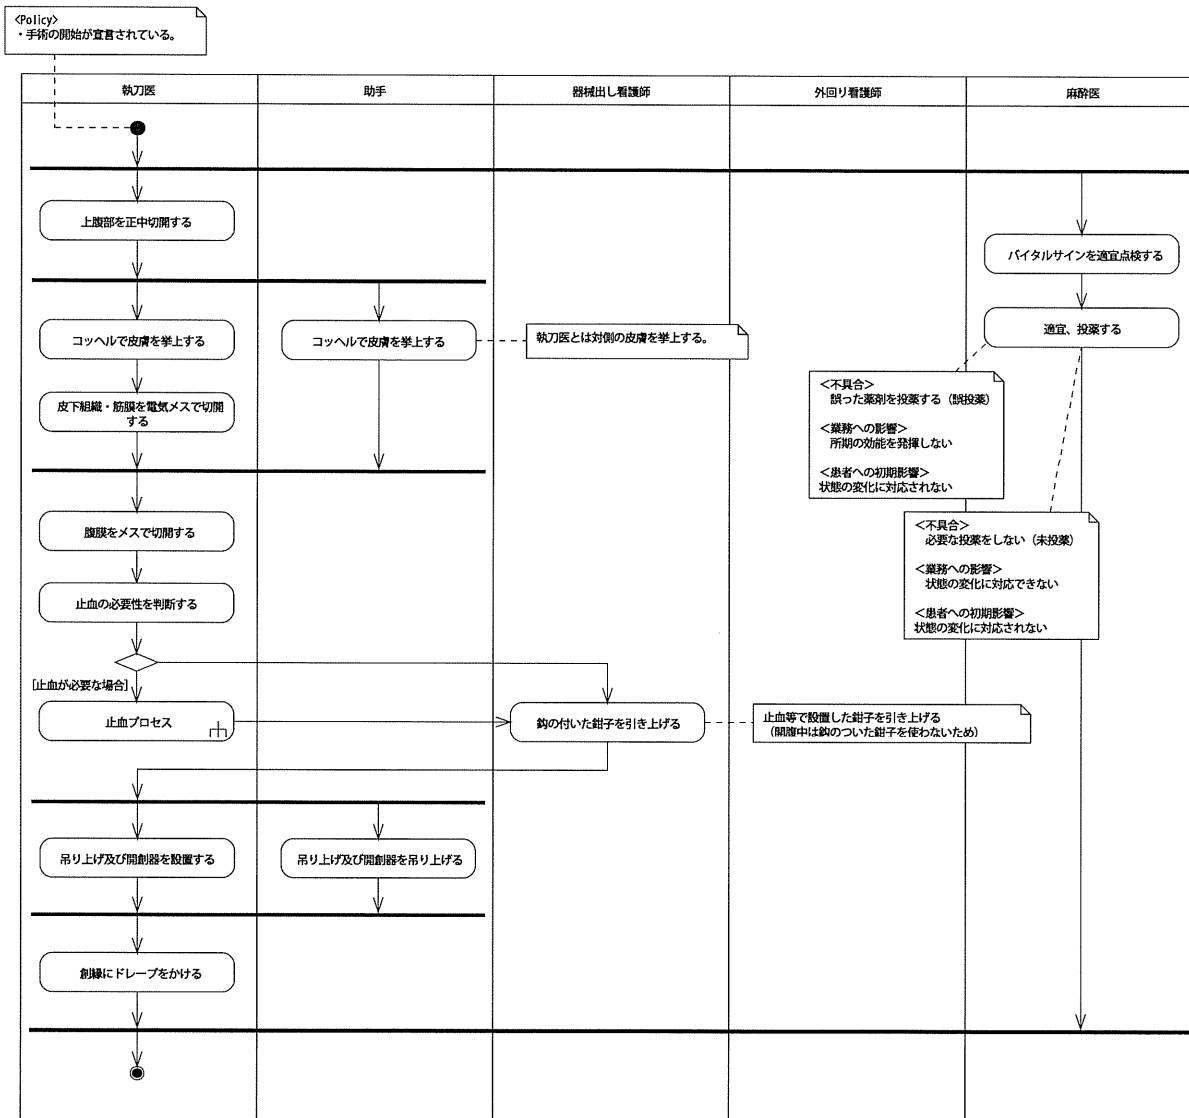 <Policy>
・手術の開始が宣言されている。
執刀医
助手
器械出し看護師
外回り看護師
麻酔医
上腹部を正中切開する
バイタルサインを適宜点検する
コッヘルで皮膚を挙上する
コッヘルで皮膚を挙上する
執刀医とは対側の皮膚を挙上する。
適宜、投薬する
皮下組織・筋膜を電気メスで切開
する
<不具合>
誤った薬剤を投薬する（誤投薬）
<業務への影響>
所期の効能を発揮しない
<患者への初期影響>
状態の変化に対応されない
腹膜をメスで切開する
<不具合>
必要な投薬をしない（未投薬）
<業務への影響>
状態の変化に対応できない
<患者への初期影響>
状態の変化に対応されない
止血の必要性を判断する
[止血が必要な場合]
止血プロセス
鈎の付いた鉗子を引き上げる
止血等で設置した鉗子を引き上げる
（開腹中は鈎のついた鉗子を使わないため）
吊り上げ及び開創器を設置する
吊り上げ及び開創器を吊り上げる
創縁にドレープをかける